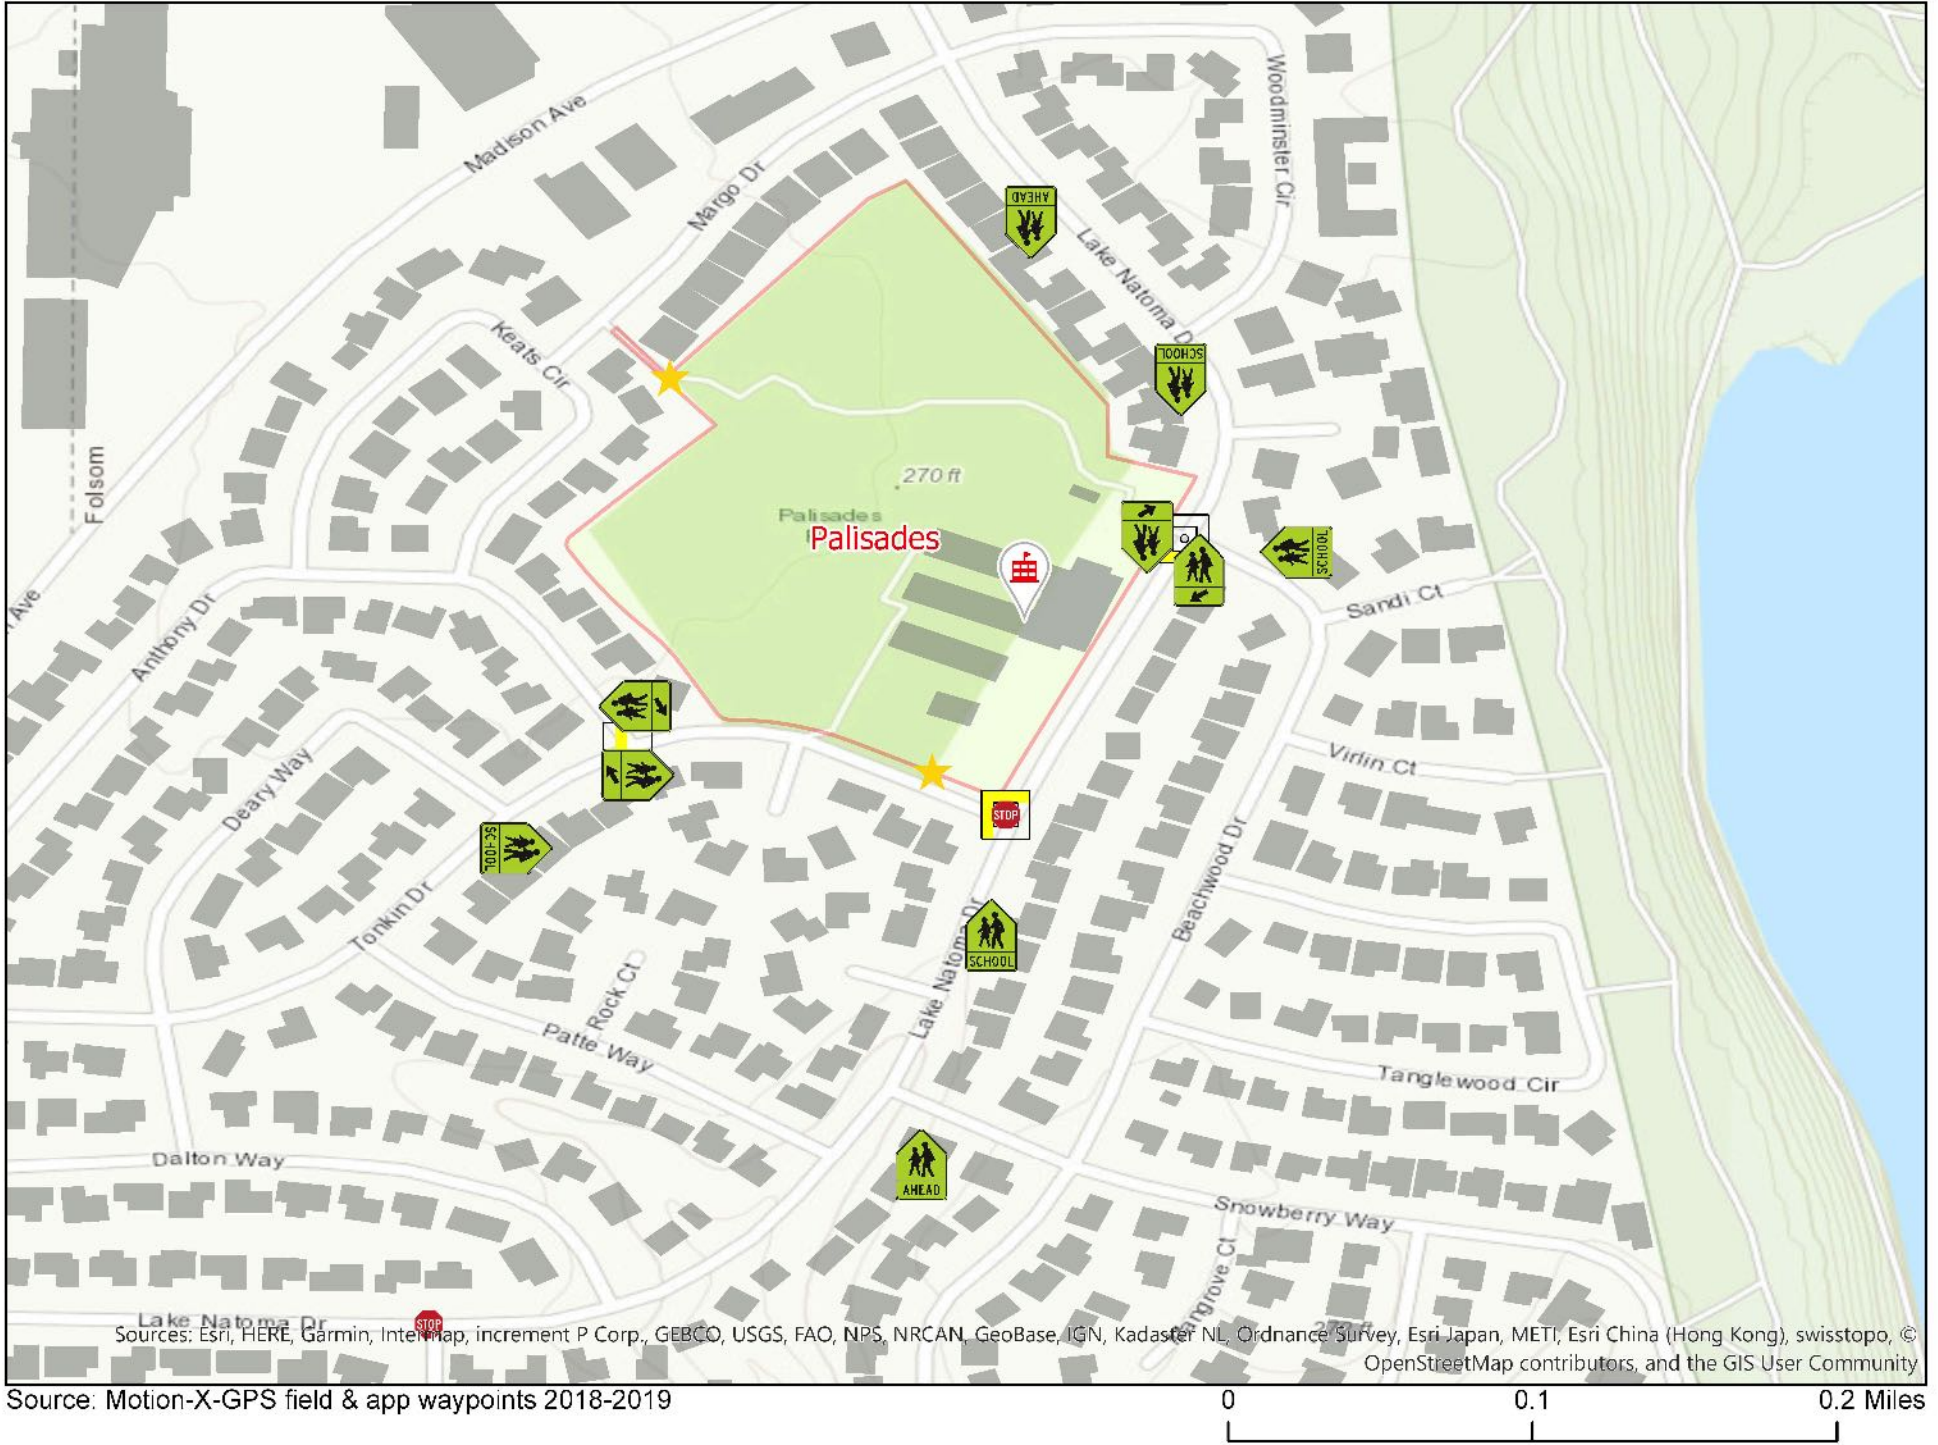 Madison Ave
Woodminster Cir
Margo Dr
AHEAD
Lake Natoma Dr
Keats Cir
SCHOOL
Folsom
270 ft
Palisades
Palisades
SCHOOL
Sandi Ct
Ave
Anthony Dr
Virlin Ct
Deary Way
STOP
SCHOOL
Beachwood Dr
Tonkin Dr
SCHOOL
Lake Natoma Dr
Rock Ct
Patte Way
Tanglewood Cir
Dalton Way
AHEAD
Snowberry Way
Mangrove Ct
Lake Natoma Dr
STOP
Sources: Esri, HERE, Garmin, Intermap, increment P Corp., GEBCO, USGS, FAO, NPS, NRCAN, GeoBase, IGN, Kadaster NL, Ordnance Survey, Esri Japan, METI, Esri China (Hong Kong), swisstopo, ©
OpenStreetMap contributors, and the GIS User Community
Source: Motion-X-GPS field & app waypoints 2018-2019
0 0.1 0.2 Miles